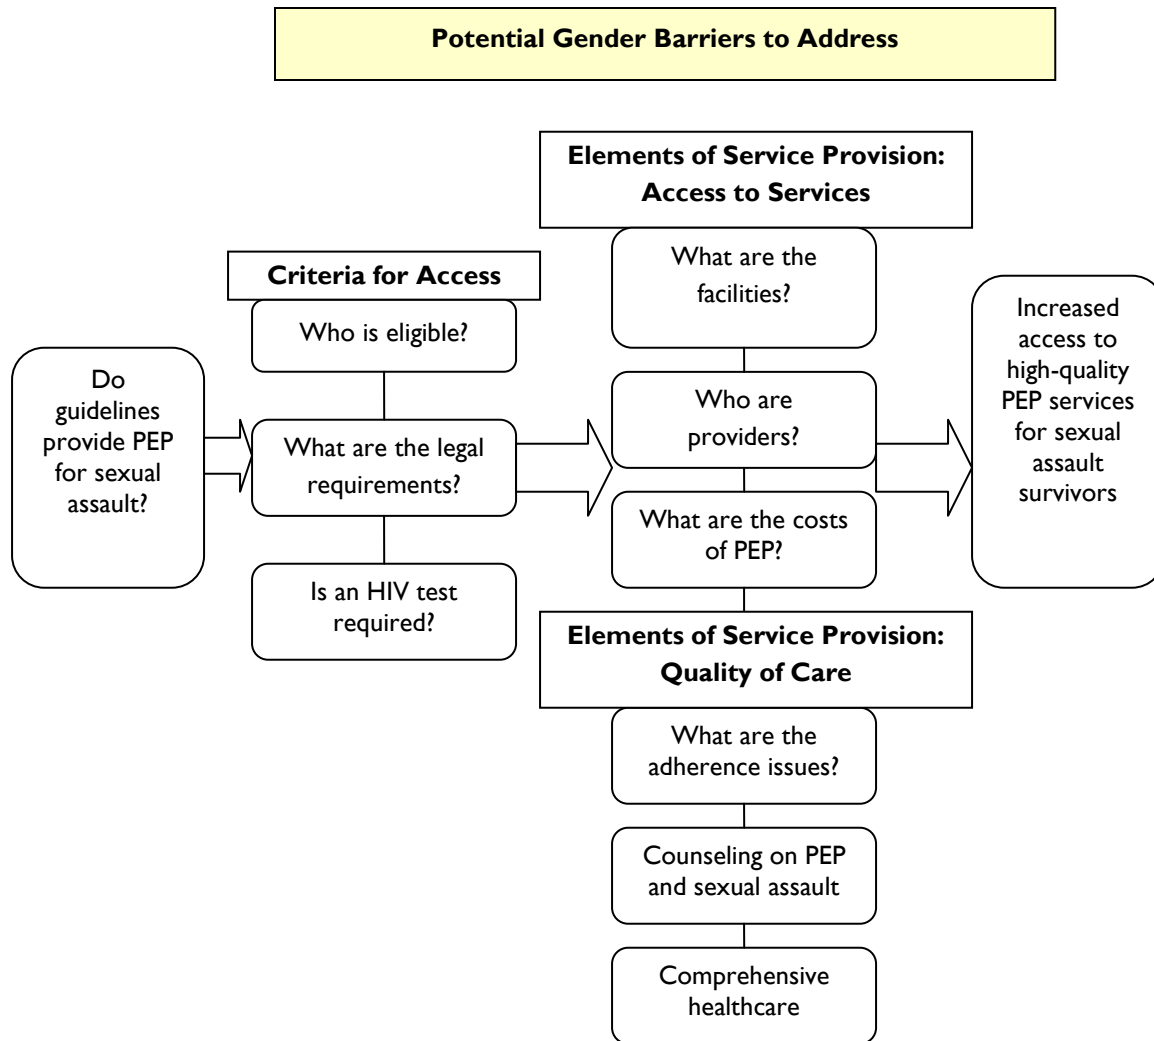 Potential Gender Barriers to Address
Do
guidelines
provide PEP
for sexual
assault?
Criteria for Access
Who is eligible?
What are the legal
requirements?
Is an HIV test
required?
Elements of Service Provision:
Access to Services
What are the
facilities?
Who are
providers?
What are the costs
of PEP?
Elements of Service Provision:
Quality of Care
What are the
adherence issues?
Counseling on PEP
and sexual assault
Comprehensive
healthcare
Increased
access to
high-quality
PEP services
for sexual
assault
survivors